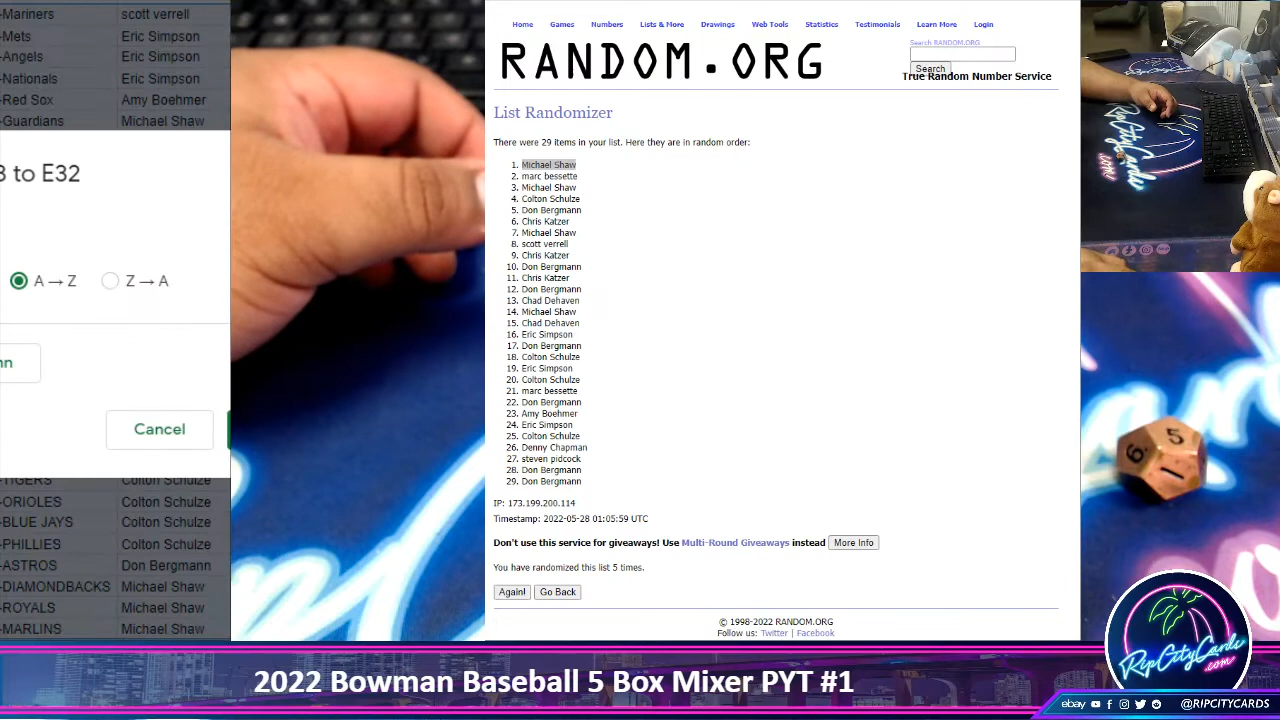 -Mariners scott verrell
-Mets Eric Simpson
-Angels Eric Simpson
-Nationals Eric Simpson
-Red Sox Amy Boehmer
-Guardians Michael Shaw
3 to E32
A → Z Z → A
Cancel
-TIGERS Colton Schulze
-ORIOLES Colton Schulze
-BLUE JAYS Colton Schulze
-PHILLIES Colton Schulze
-ASTROS Don Bergmann
-DIAMONDBACKS Michael Shaw
-ROYALS Michael Shaw
-MARLINS Michael Shaw
Home Games Numbers Lists & More Drawings Web Tools Statistics Testimonials Learn More Login
RANDOM.ORG
Search RANDOM.ORG
Search
True Random Number Service
List Randomizer
There were 29 items in your list. Here they are in random order:
1. Michael Shaw
2. marc bessette
3. Michael Shaw
4. Colton Schulze
5. Don Bergmann
6. Chris Katzer
7. Michael Shaw
8. scott verrell
9. Chris Katzer
10. Don Bergmann
11. Chris Katzer
12. Don Bergmann
13. Chad Dehaven
14. Michael Shaw
15. Chad Dehaven
16. Eric Simpson
17. Don Bergmann
18. Colton Schulze
19. Eric Simpson
20. Colton Schulze
21. marc bessette
22. Don Bergmann
23. Amy Boehmer
24. Eric Simpson
25. Colton Schulze
26. Denny Chapman
27. steven pidcock
28. Don Bergmann
29. Don Bergmann
IP: 173.199.200.114
Timestamp: 2022-05-28 01:05:59 UTC
Don't use this service for giveaways! Use Multi-Round Giveaways instead More Info
You have randomized this list 5 times.
Again! Go Back
© 1998-2022 RANDOM.ORG
Follow us: Twitter | Facebook
5
6
2022 Bowman Baseball 5 Box Mixer PYT #1
RipCityCards
.com
ebay @RIPCITYCARDS